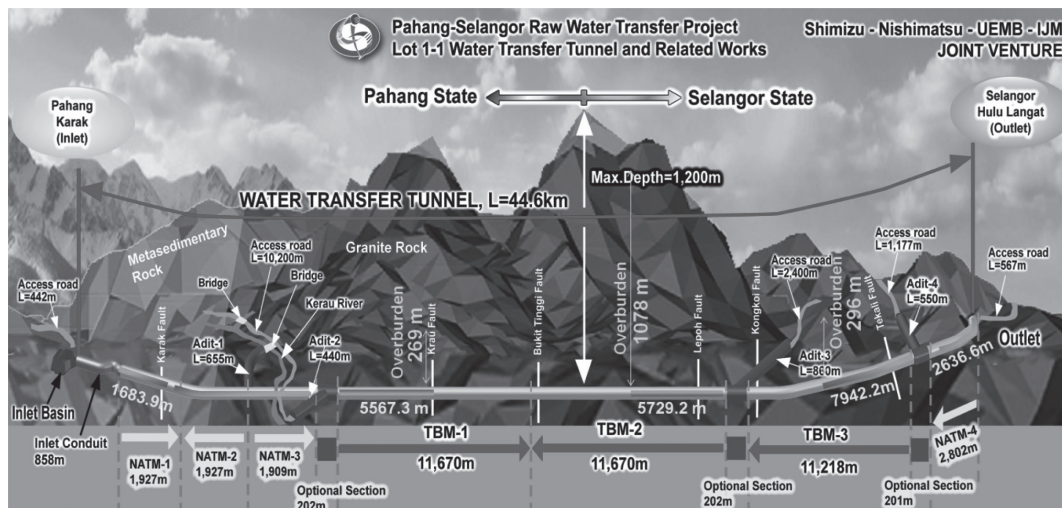 Pahang-Selangor Raw Water Transfer Project
Lot 1-1 Water Transfer Tunnel and Related Works
Shimizu - Nishimatsu - UEMB - IJM
JOINT VENTURE
Pahang State
Selangor State
Pahang
Karak
(Inlet)
Selangor
Hulu Langat
(Outlet)
Max.Depth=1,200m
WATER TRANSFER TUNNEL, L=44.6km
Metasedimentary
Rock
Granite Rock
Access road
L=442m
Access road
L=10,200m
Bridge
Bridge
Kerau River
Adit-1
L=655m
Adit-2
L=440m
Karak Fault
Overburden
269 m
Krau Fault
Bukit Tinggi Fault
Overburden
1078 m
Lepoh Fault
Kongkoi Fault
Access road
L=2,400m
Adit-3
L=860m
Overburden
296 m
Tekali Fault
Access road
L=1,177m
Adit-4
L=550m
Access road
L=567m
Outlet
Inlet Basin
Inlet Conduit
858m
1683.9m
5567.3 m
5729.2 m
7942.2m
2636.6m
NATM-1
1,927m
NATM-2
1,927m
NATM-3
1,909m
TBM-1
11,670m
TBM-2
11,670m
TBM-3
11,218m
NATM-4
2,802m
Optional Section
202m
Optional Section
202m
Optional Section
201m